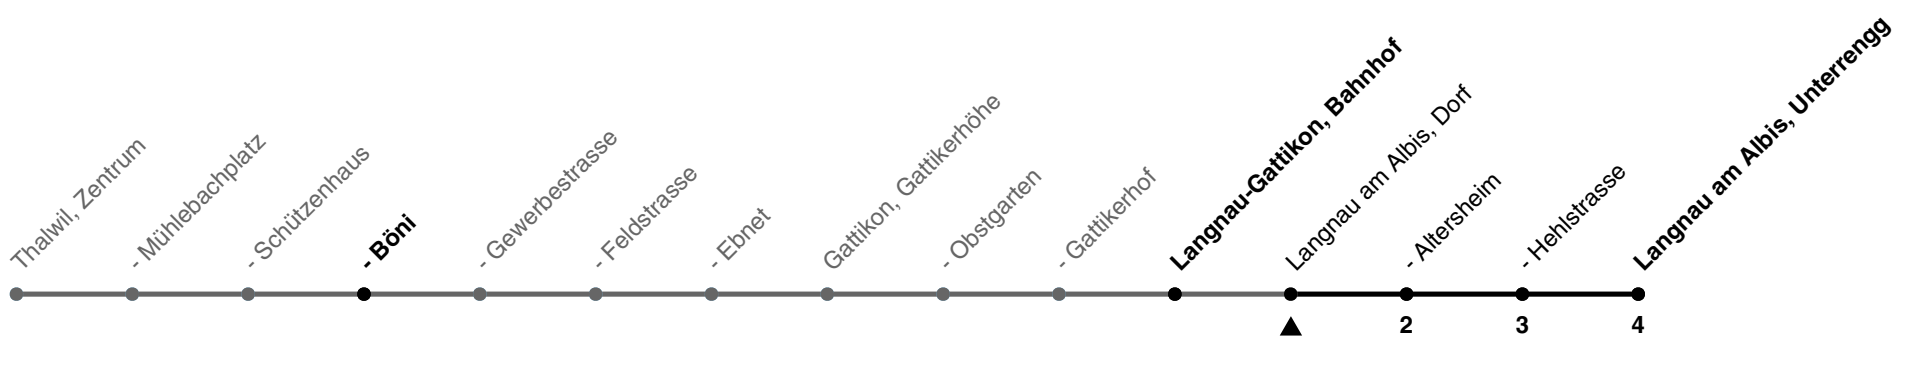 Thalwil, Zentrum
- Mühlebachplatz
- Schützenhaus
- Böni
- Gewerbestrasse
- Feldstrasse
- Ebnet
Gattikon, Gattikerhöhe
- Obstgarten
- Gattikerhof
Langnau-Gattikon, Bahnhof
Langnau am Albis, Dorf
- Altersheim
- Hehlstrasse
Langnau am Albis, Unterrengg
2
3
4